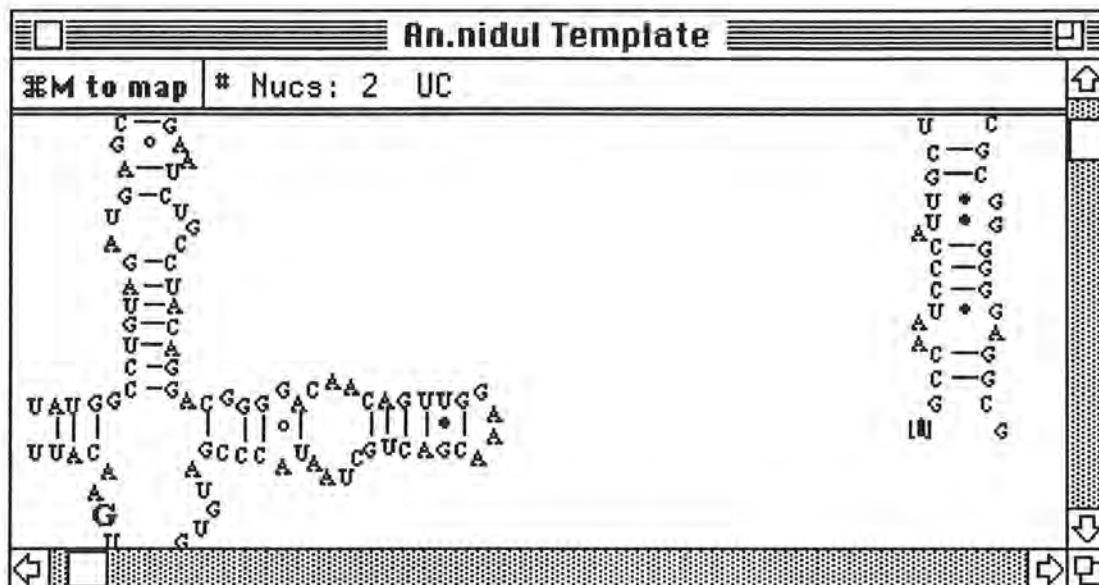 An.nidul Template
⌘M to map # Nucs: 2 UC
C G U C
G A A C G
A U G C
G C U G
U U G U G
A C A C G
G C C G
A U C G
U A U G
G C A A
U A A C G
C G C G
C G G C
U A U G G A C G G G G A C A A C A G U U G G A A A
U U A C A G C C C A U A A U C G U C A G C A G
A A
A U
G G
U U
G